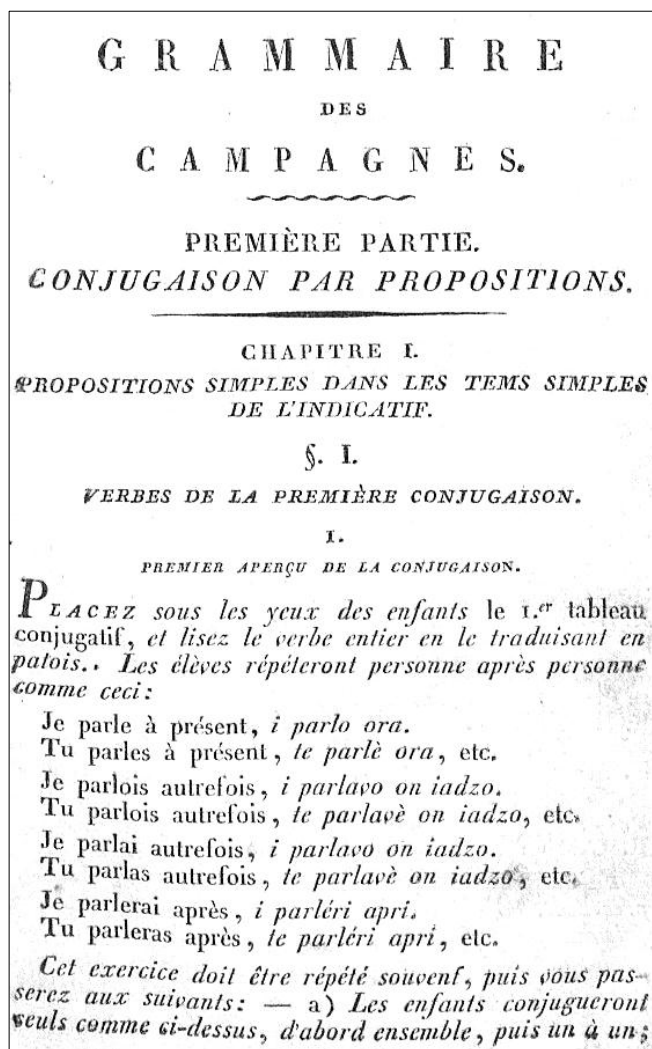 GRAMMAIRE
DES
CAMPAGNES.
PREMIÈRE PARTIE.
CONJUGAISON PAR PROPOSITIONS.
CHAPITRE I.
PROPOSITIONS SIMPLES DANS LES TEMS SIMPLES
DE L'INDICATIF.
§. I.
VERBES DE LA PREMIÈRE CONJUGAISON.
I.
PREMIER APERÇU DE LA CONJUGAISON.
PLACEZ sous les yeux des enfants le 1.er tableau
conjugatif, et lisez le verbe entier en le traduisant en
patois.. Les élèves répéteront personne après personne
comme ceci:
Je parle à présent, i parlo ora.
Tu parles à présent, te parlè ora, etc.
Je parlois autrefois, i parlavo on iadzo.
Tu parlois autrefois, te parlavè on iadzo, etc.
Je parlai autrefois, i parlavo on iadzo.
Tu parlas autrefois, te parlavè on iadzo, etc.
Je parlerai après, i parléri apri.
Tu parleras après, te parléri apri, etc.
Cet exercice doit être répété souvent, puis vous pas-
serez aux suivants: — a) Les enfants conjugueront
seuls comme ci-dessus, d'abord ensemble, puis un à un;